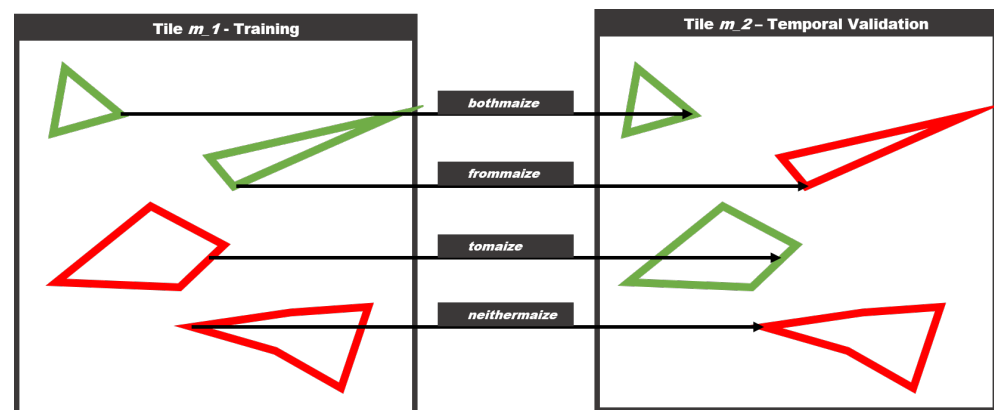 Tile m_1 - Training
Tile m_2 – Temporal Validation
bothmaize
frommaize
tomaize
neithermaize